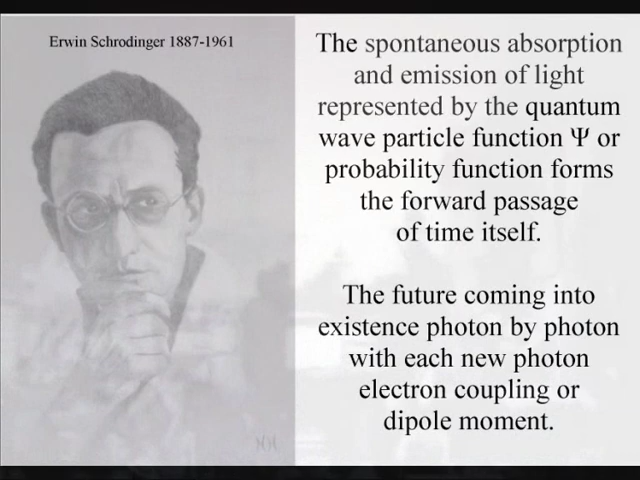 Erwin Schrodinger 1887-1961
The spontaneous absorption
and emission of light
represented by the quantum
wave particle function Ψ or
probability function forms
the forward passage
of time itself.
The future coming into
existence photon by photon
with each new photon
electron coupling or
dipole moment.